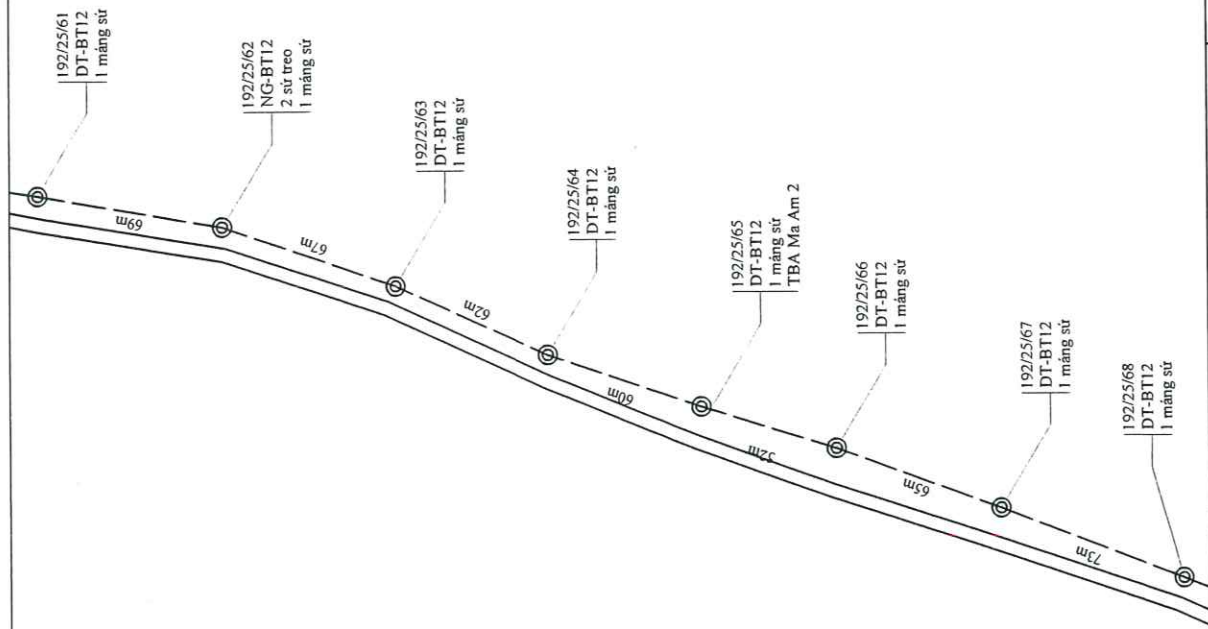 192/25/61
DT-BT12
1 máng sứ
69m
192/25/62
NG-BT12
2 sứ treo
1 máng sứ
67m
192/25/63
DT-BT12
1 máng sứ
62m
192/25/64
DT-BT12
1 máng sứ
60m
192/25/65
DT-BT12
1 máng sứ
TBA Ma Am 2
52m
192/25/66
DT-BT12
1 máng sứ
65m
192/25/67
DT-BT12
1 máng sứ
73m
192/25/68
DT-BT12
1 máng sứ